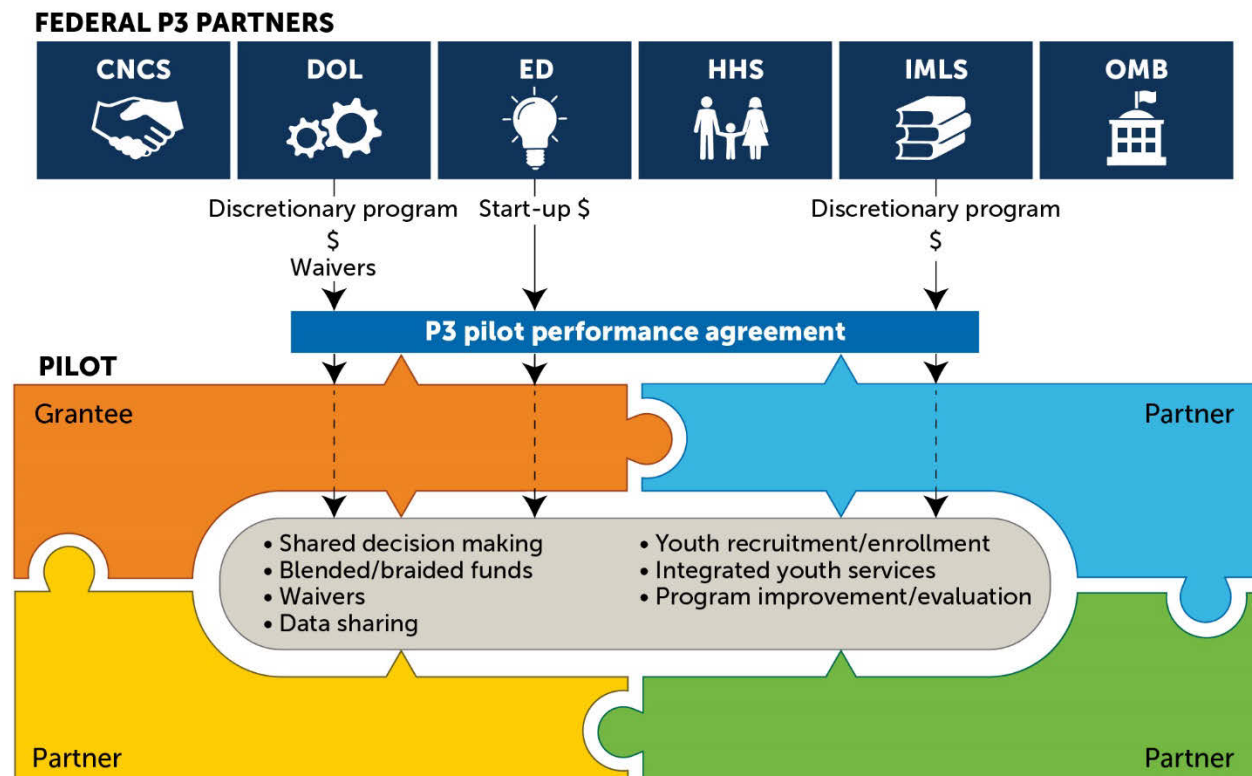 FEDERAL P3 PARTNERS
CNCS
DOL
ED
HHS
IMLS
OMB
Discretionary program
$
Waivers
Start-up $
Discretionary program
$
P3 pilot performance agreement
PILOT
Grantee
Partner
• Shared decision making
• Blended/braided funds
• Waivers
• Data sharing
• Youth recruitment/enrollment
• Integrated youth services
• Program improvement/evaluation
Partner
Partner